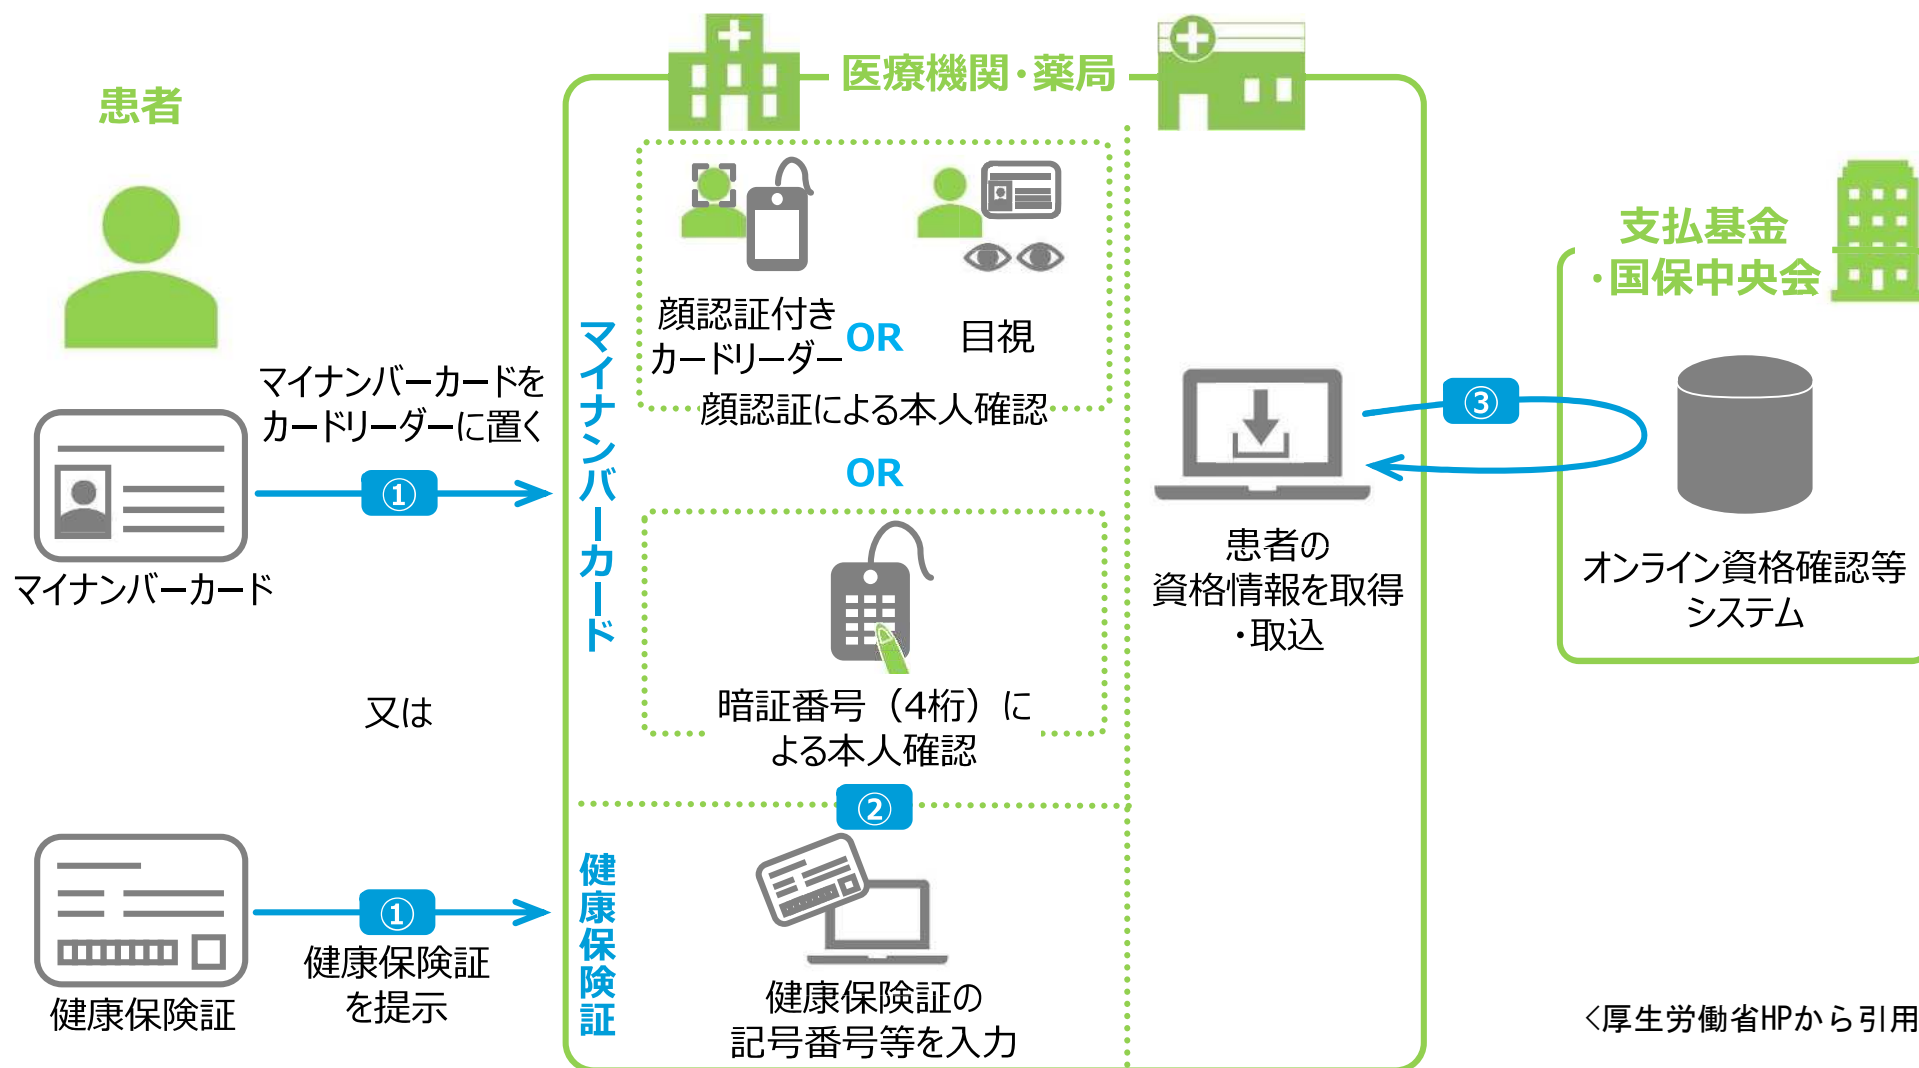 患者
マイナンバーカードを
カードリーダーに置く
①
マイナンバーカード
又は
①
健康保険証
を提示
健康保険証
医療機関・薬局
マイナンバーカード
顔認証付き
カードリーダー
OR
目視
顔認証による本人確認
OR
暗証番号（4桁）に
よる本人確認
②
健康保険証
健康保険証の
記号番号等を入力
患者の
資格情報を取得
・取込
③
支払基金
・国保中央会
オンライン資格確認等
システム
<厚生労働省HPから引用